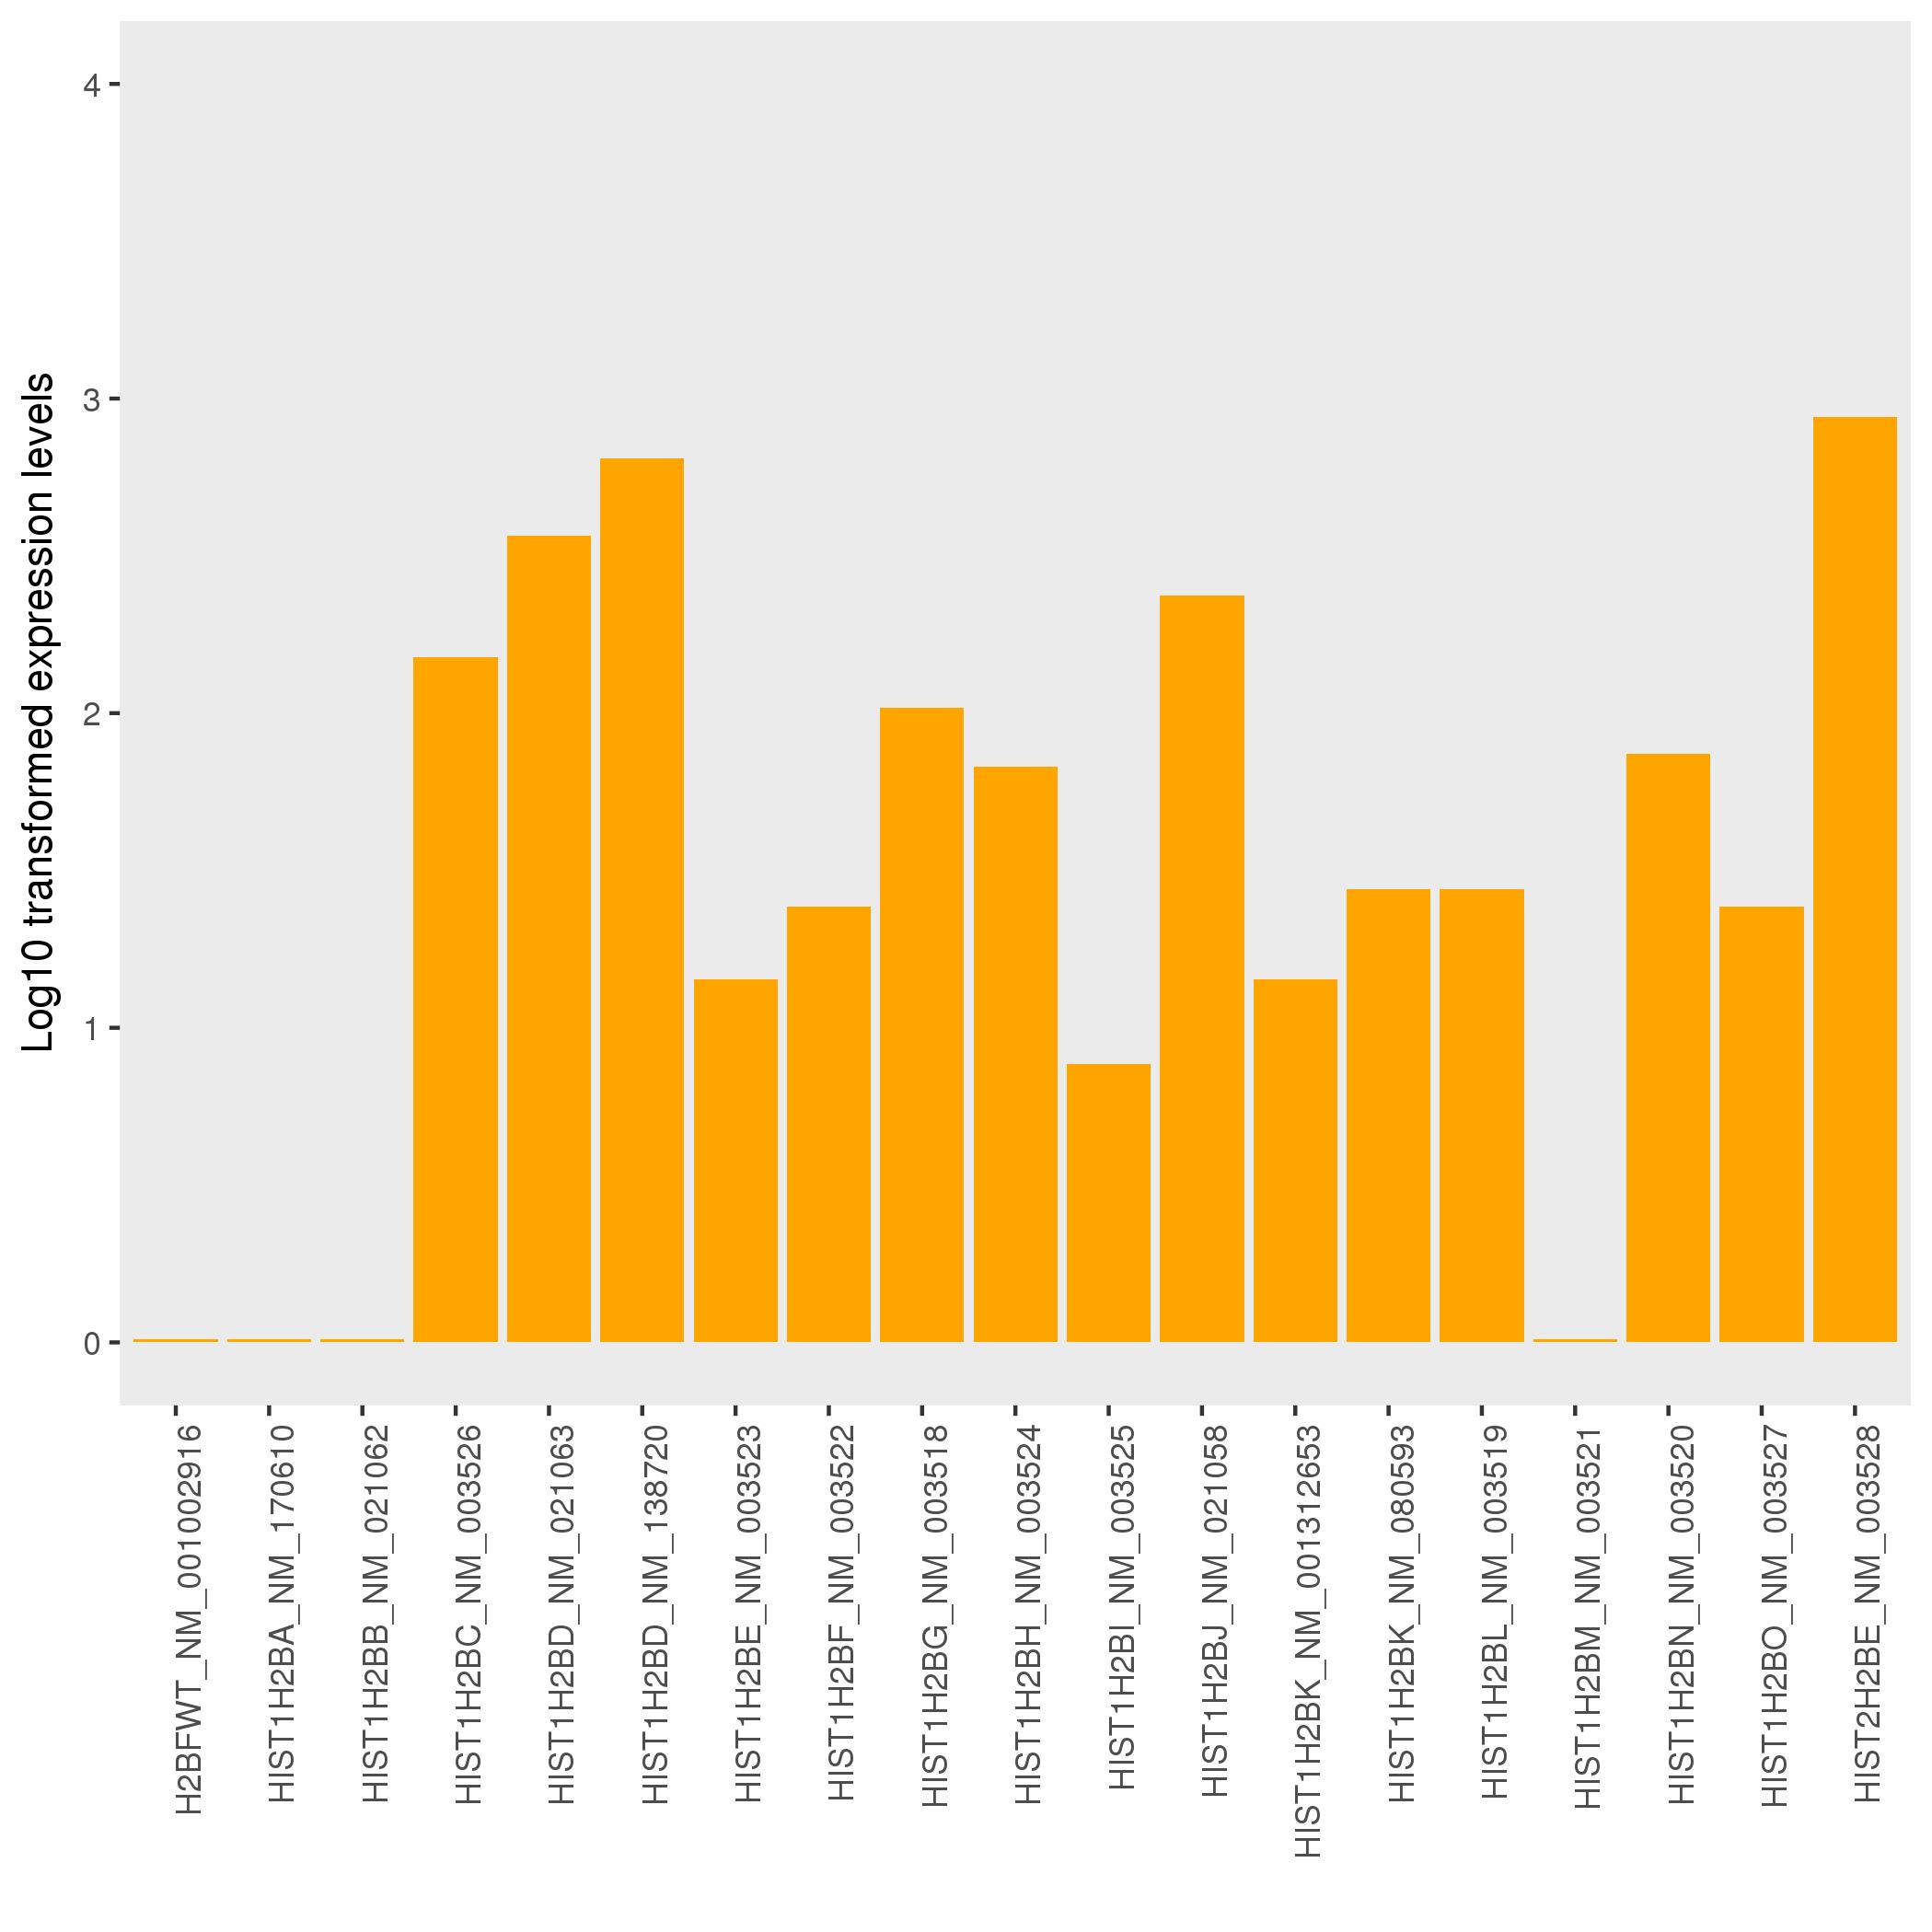 Log10 transformed expression levels
4
3
2
1
0
H2BFWT_NM_001002916
HIST1H2BA_NM_170610
HIST1H2BB_NM_021062
HIST1H2BC_NM_003526
HIST1H2BD_NM_021063
HIST1H2BD_NM_138720
HIST1H2BE_NM_003523
HIST1H2BF_NM_003522
HIST1H2BG_NM_003518
HIST1H2BH_NM_003524
HIST1H2BI_NM_003525
HIST1H2BJ_NM_021058
HIST1H2BK_NM_001312653
HIST1H2BK_NM_080593
HIST1H2BL_NM_003519
HIST1H2BM_NM_003521
HIST1H2BN_NM_003520
HIST1H2BO_NM_003527
HIST2H2BE_NM_003528